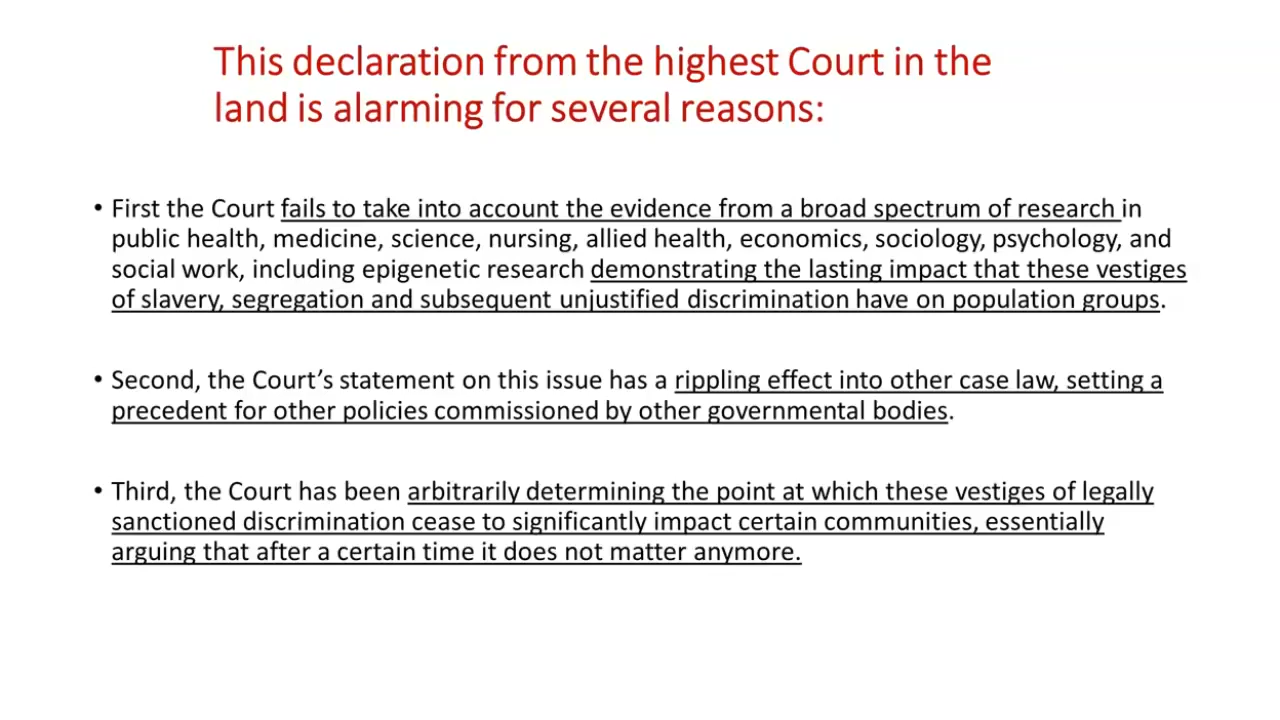 This declaration from the highest Court in the
land is alarming for several reasons:
• First the Court fails to take into account the evidence from a broad spectrum of research in
public health, medicine, science, nursing, allied health, economics, sociology, psychology, and
social work, including epigenetic research demonstrating the lasting impact that these vestiges
of slavery, segregation and subsequent unjustified discrimination have on population groups.
• Second, the Court’s statement on this issue has a rippling effect into other case law, setting a
precedent for other policies commissioned by other governmental bodies.
• Third, the Court has been arbitrarily determining the point at which these vestiges of legally
sanctioned discrimination cease to significantly impact certain communities, essentially
arguing that after a certain time it does not matter anymore.